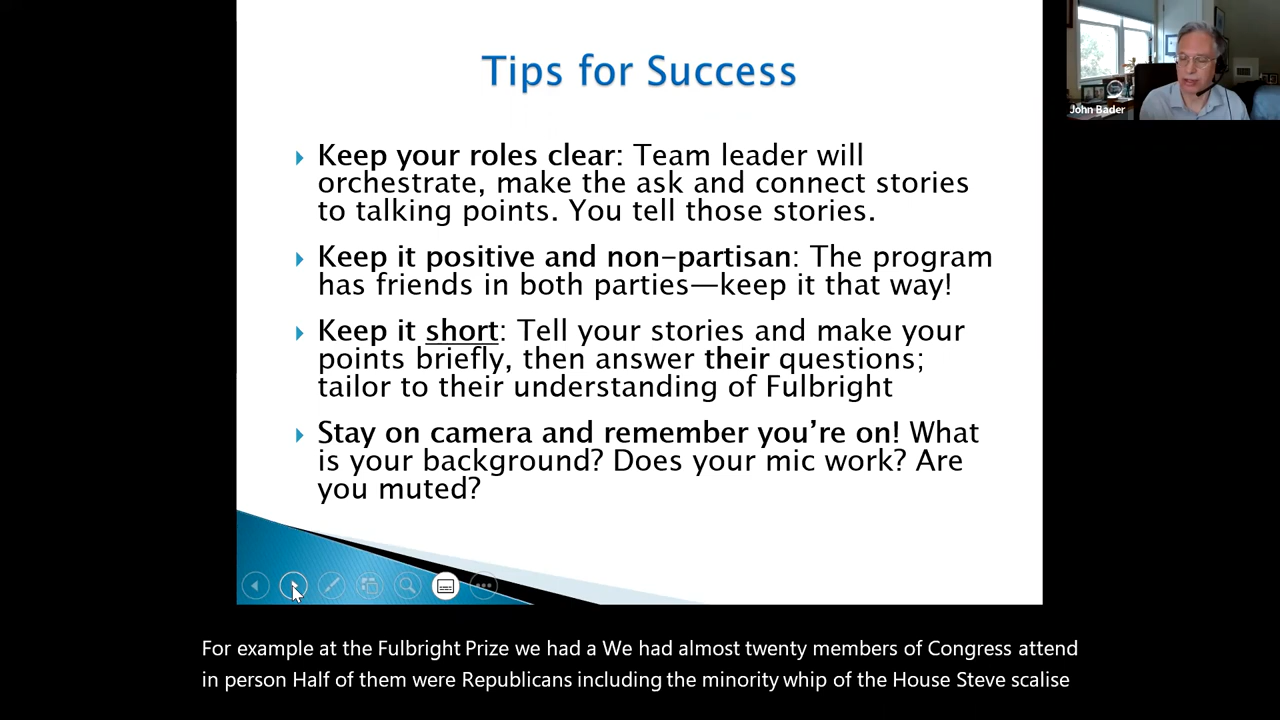 Tips for Success
Keep your roles clear: Team leader will
orchestrate, make the ask and connect stories
to talking points. You tell those stories.
Keep it positive and non-partisan: The program
has friends in both parties—keep it that way!
Keep it short: Tell your stories and make your
points briefly, then answer their questions;
tailor to their understanding of Fulbright
Stay on camera and remember you're on! What
is your background? Does your mic work? Are
you muted?
John Bader
For example at the Fulbright Prize we had a We had almost twenty members of Congress attend
in person Half of them were Republicans including the minority whip of the House Steve scalise